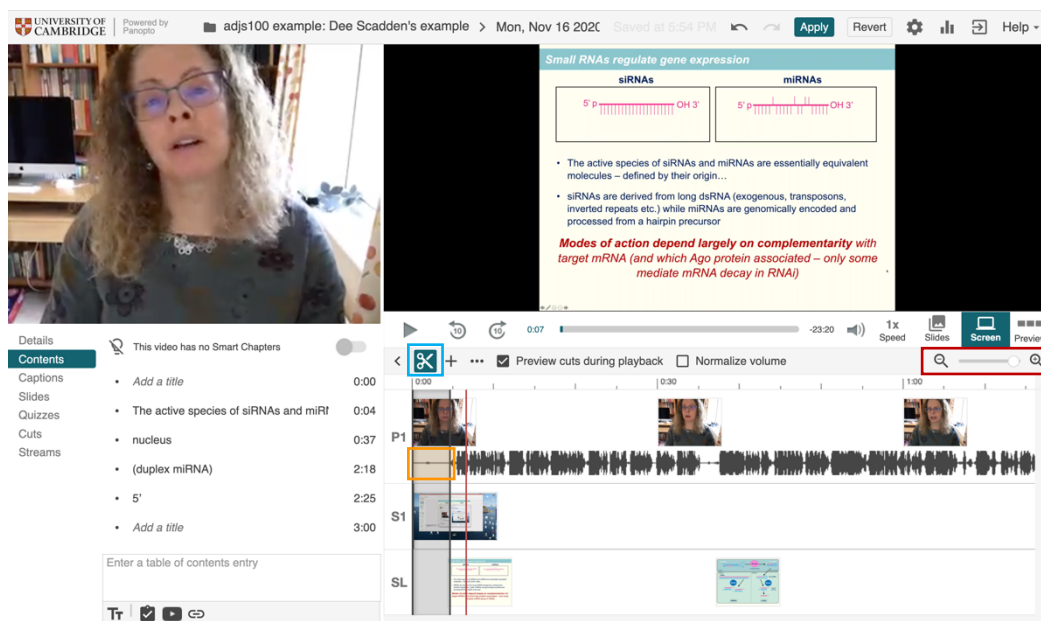 UNIVERSITY OF
CAMBRIDGE
Powered by
Panopto
adjs100 example: Dee Scadden's example > Mon, Nov 16 202
Saved at 5:54 PM
Apply
Revert
Help
Small RNAs regulate gene expression
siRNAs
miRNAs
5' p OH 3'
5' p OH 3'
• The active species of siRNAs and miRNAs are essentially equivalent
molecules – defined by their origin…
• siRNAs are derived from long dsRNA (exogenous, transposons,
inverted repeats etc.) while miRNAs are genomically encoded and
processed from a hairpin precursor
Modes of action depend largely on complementarity with
target mRNA (and which Ago protein associated – only some
mediate mRNA decay in RNAi)
10
10
0:07
-23:20
1x
Speed
Slides
Screen
Preview
Details
Contents
Captions
Slides
Quizzes
Cuts
Streams
This video has no Smart Chapters
• Add a title 0:00
• The active species of siRNAs and miRN 0:04
• nucleus 0:37
• (duplex miRNA) 2:18
• 5' 2:25
• Add a title 3:00
Enter a table of contents entry
Preview cuts during playback
Normalize volume
0:00
0:30
1:00
P1
S1
SL